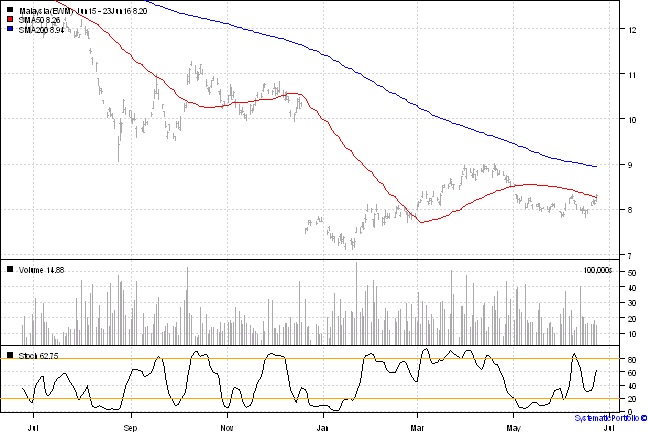 Malaysia(EWM) Jun15 - 23Jun16 8.29
SMA50 8.26
SMA200 8.94
12
11
10
9
8
7
Volume 14.88
100,000s
50
40
30
20
10
Stoch 62.75
80
60
40
20
0
Jul Sep Nov Jan Mar May Jul
SystematicPortfolio ©